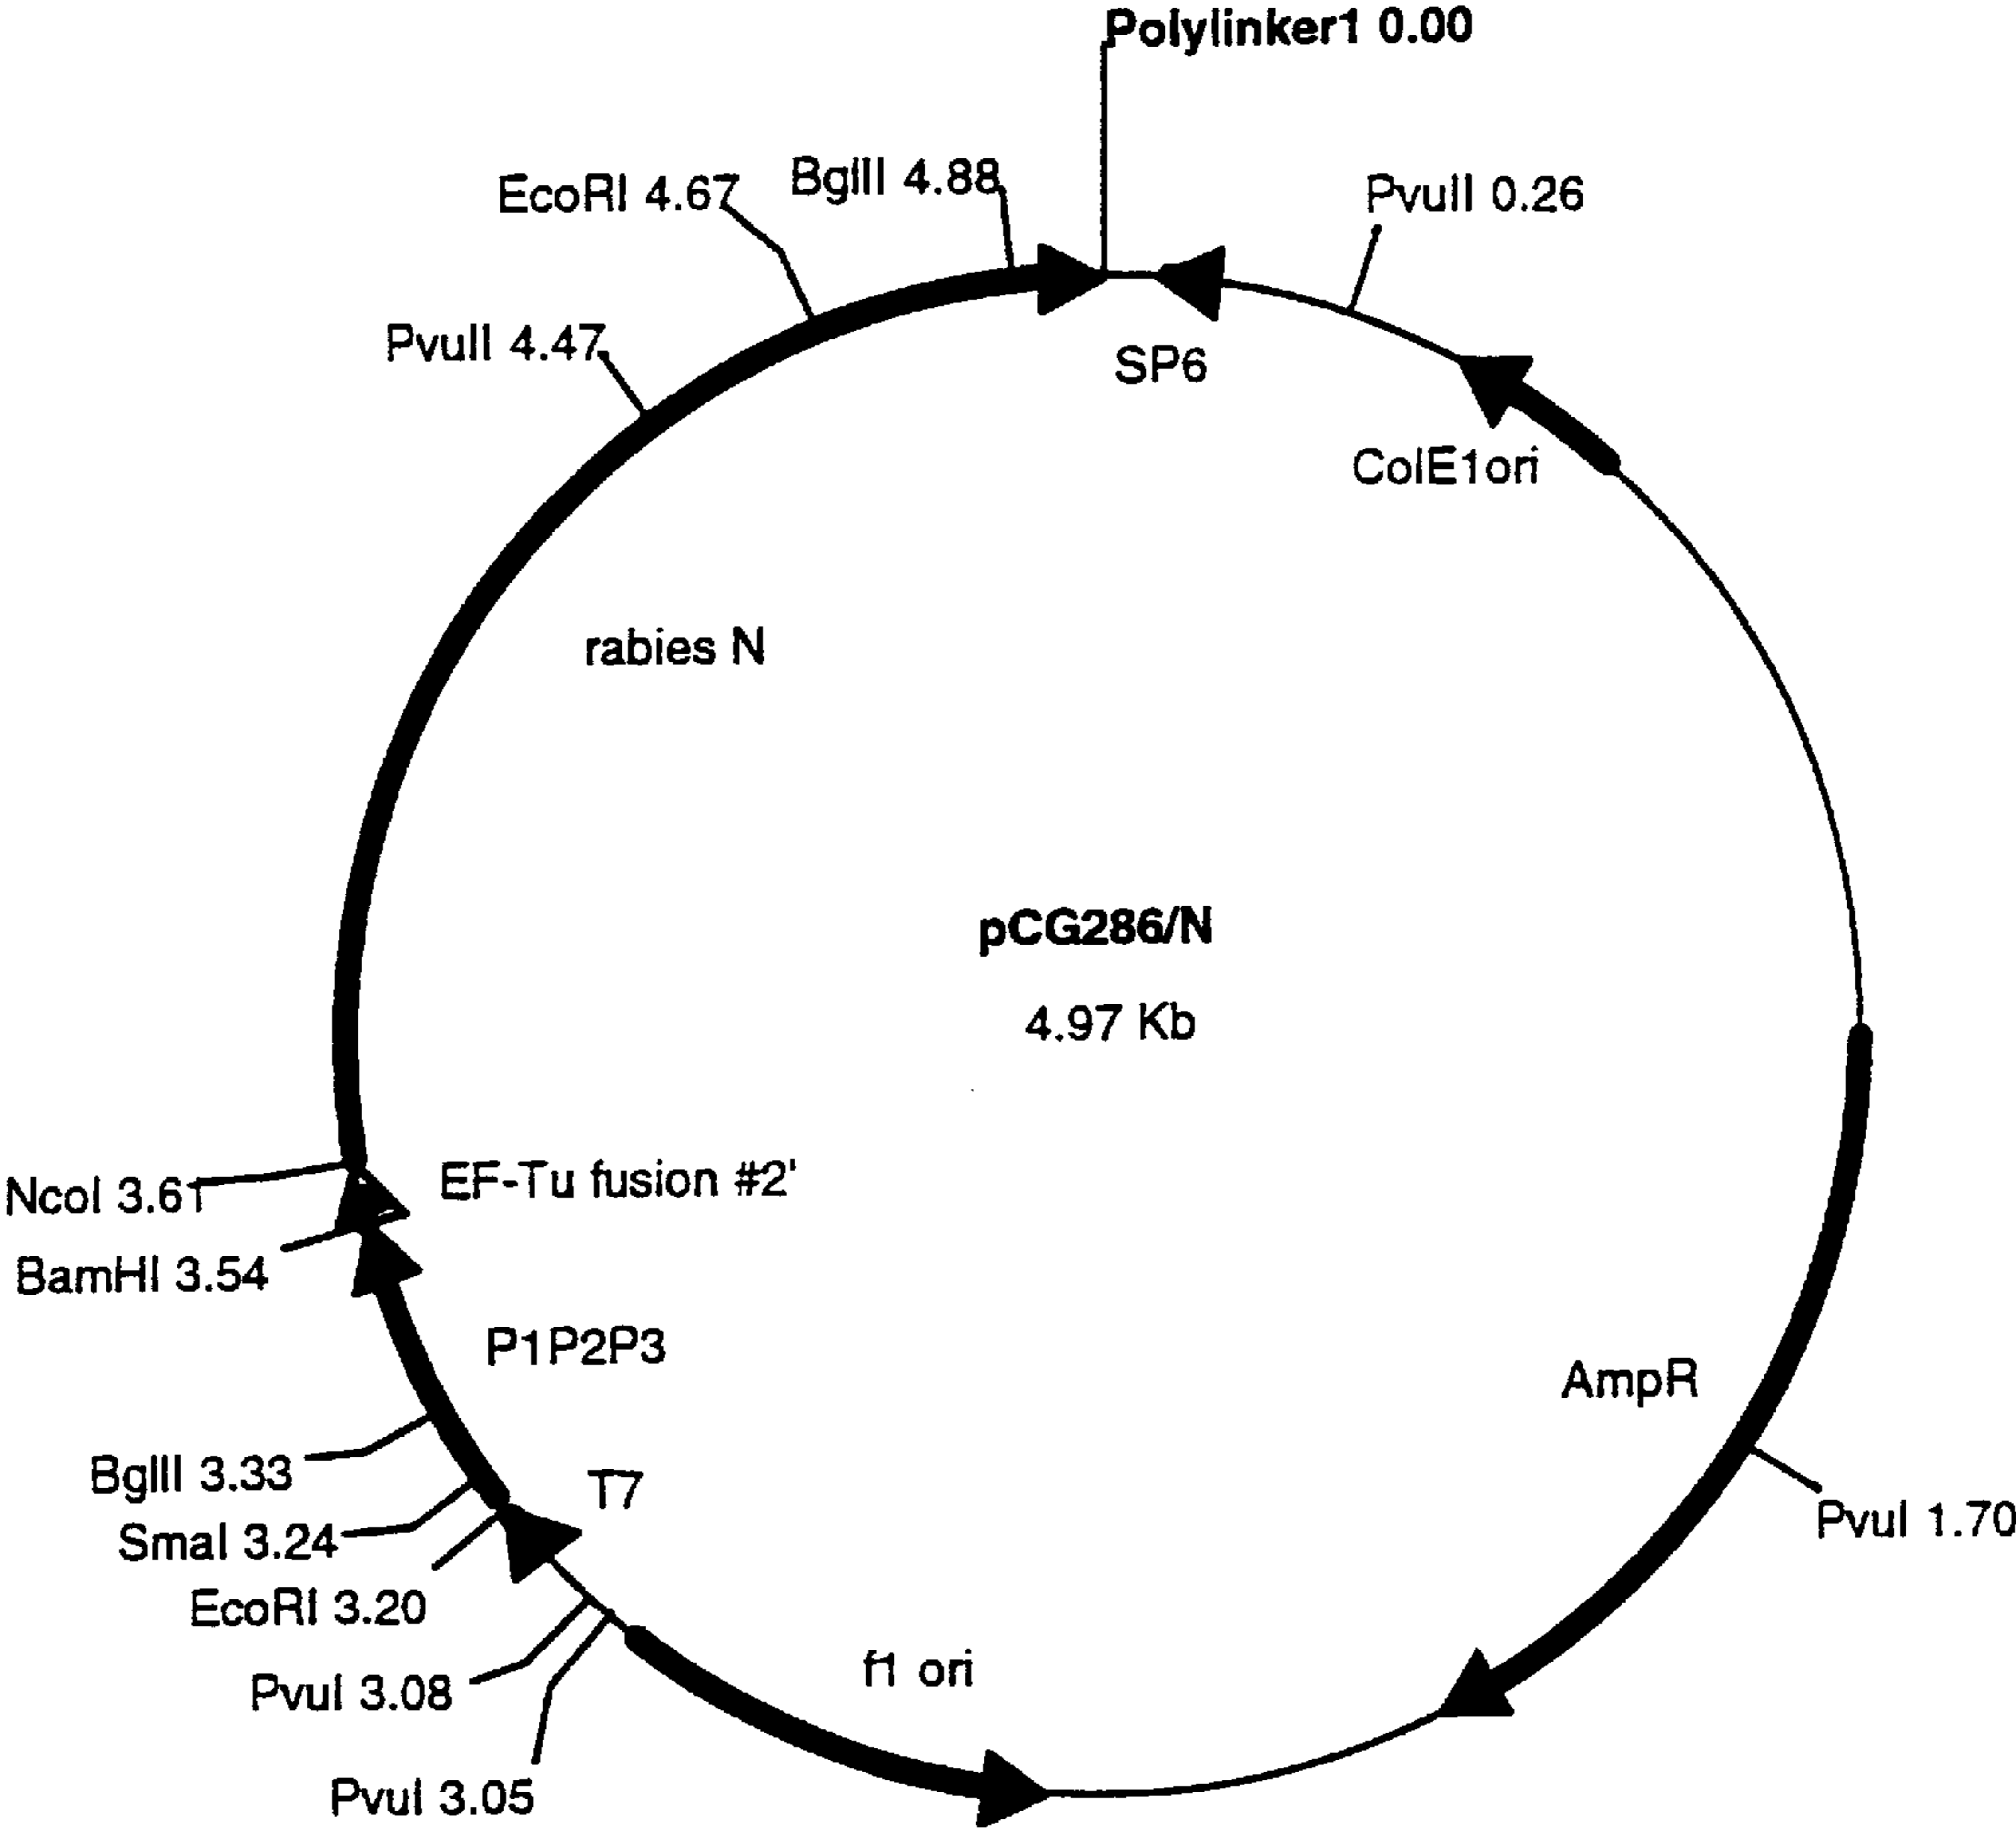 Polylinker1 0.00
BglII 4.88
EcoRI 4.67
PvuII 0.26
PvuII 4.47
SP6
ColE1ori
rabies N
pCG286/N
4.97 Kb
EF-Tu fusion #2'
NcoI 3.61
BamHI 3.54
P1P2P3
AmpR
BglII 3.33
T7
SmaI 3.24
PvuI 1.70
EcoRI 3.20
f1 ori
PvuI 3.08
PvuI 3.05